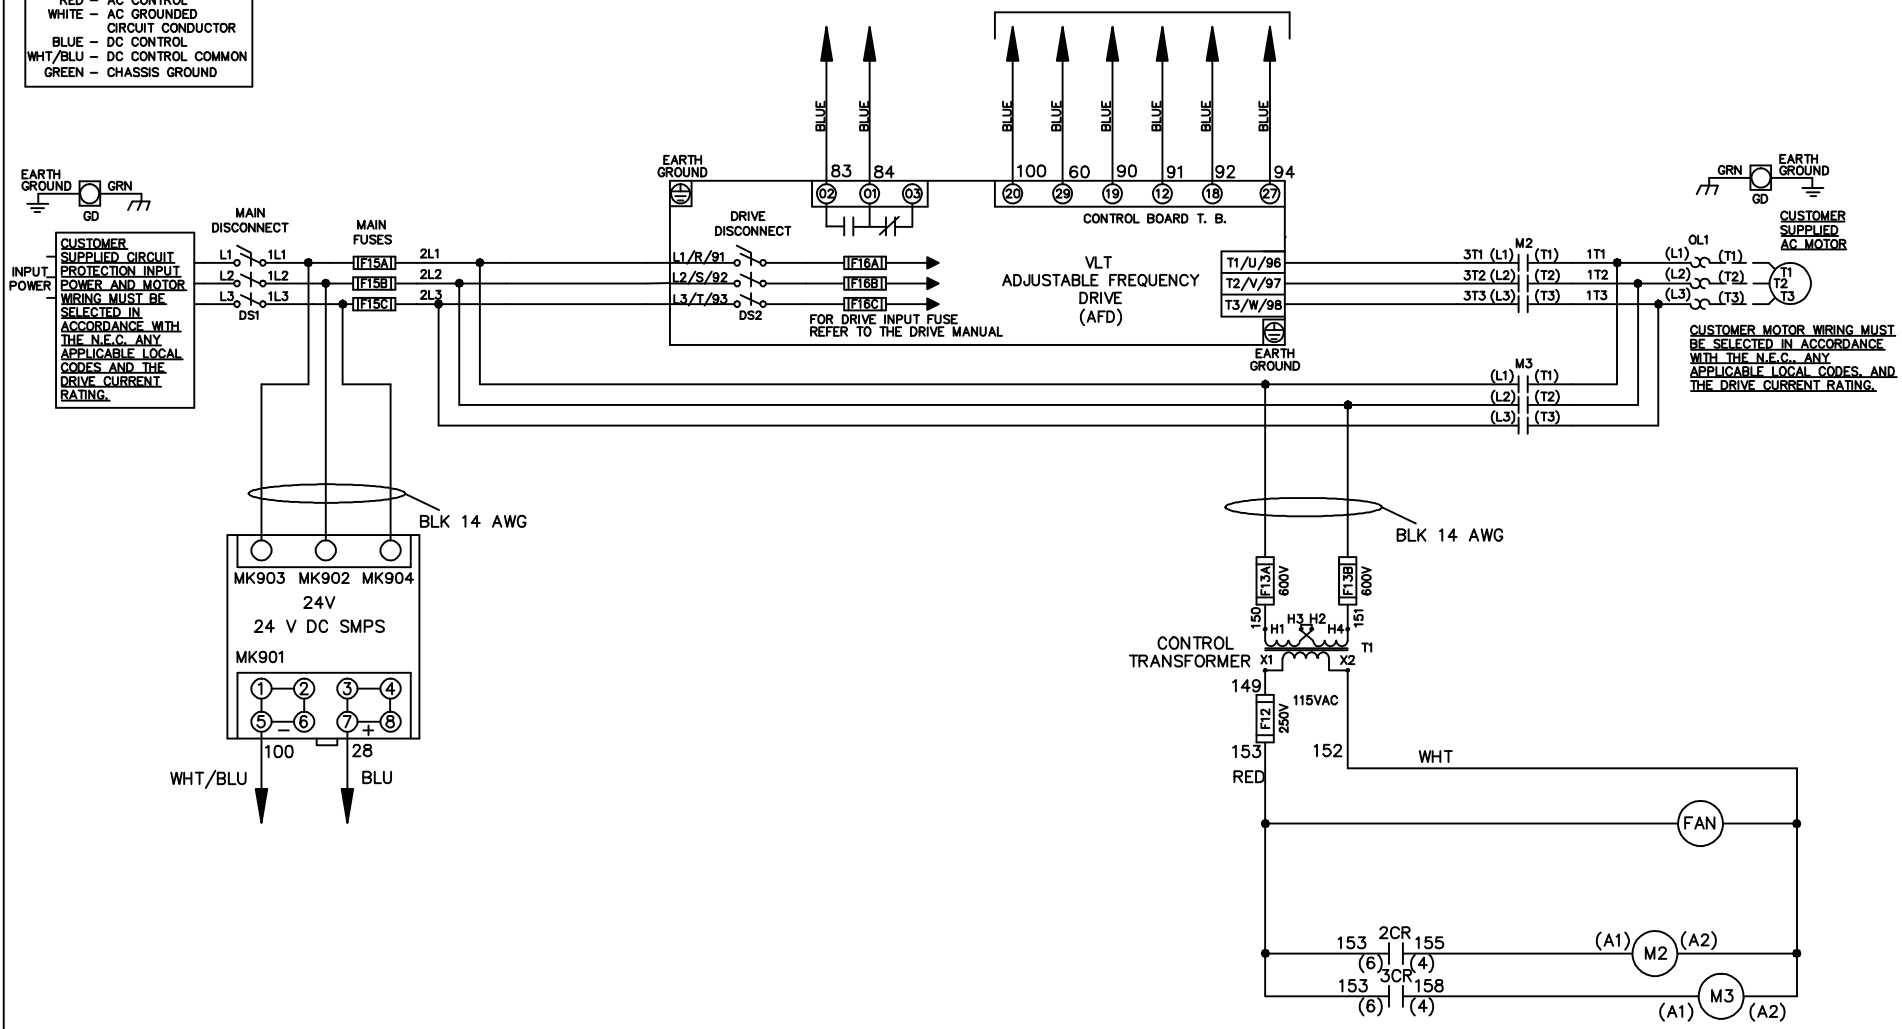 RED - AC CONTROL
WHITE - AC GROUNDED
CIRCUIT CONDUCTOR
BLUE - DC CONTROL
WHT/BLU - DC CONTROL COMMON
GREEN - CHASSIS GROUND
BLUE
BLUE
BLUE
BLUE
BLUE
BLUE
BLUE
BLUE
EARTH
GROUND
GRN
GD
EARTH
GROUND
83
84
100
60
90
91
92
94
02
01
03
20
29
19
12
18
27
CONTROL BOARD T. B.
GRN
EARTH
GROUND
GD
CUSTOMER
SUPPLIED
AC MOTOR
INPUT
POWER
CUSTOMER
SUPPLIED CIRCUIT
PROTECTION INPUT
POWER AND MOTOR
WIRING MUST BE
SELECTED IN
ACCORDANCE WITH
THE N.E.C. ANY
APPLICABLE LOCAL
CODES AND THE
DRIVE CURRENT
RATING.
MAIN
DISCONNECT
MAIN
FUSES
DRIVE
DISCONNECT
L1 1L1 F15A 2L1
L2 1L2 F15B 2L2
L3 1L3 F15C 2L3
DS1
L1/R/91 F16A
L2/S/92 F16B
L3/T/93 F16C
DS2
FOR DRIVE INPUT FUSE
REFER TO THE DRIVE MANUAL
VLT
ADJUSTABLE FREQUENCY
DRIVE
(AFD)
T1/U/96
T2/V/97
T3/W/98
EARTH
GROUND
M2
OL1
3T1 (L1) (T1) 1T1 (L1) (T1)
3T2 (L2) (T2) 1T2 (L2) (T2)
3T3 (L3) (T3) 1T3 (L3) (T3)
T1
T2
T3
CUSTOMER MOTOR WIRING MUST
BE SELECTED IN ACCORDANCE
WITH THE N.E.C., ANY
APPLICABLE LOCAL CODES, AND
THE DRIVE CURRENT RATING.
M3
(L1) (T1)
(L2) (T2)
(L3) (T3)
BLK 14 AWG
BLK 14 AWG
MK903 MK902 MK904
24V
24 V DC SMPS
MK901
1 2 3 4
5 6 7 8
- +
100 28
WHT/BLU BLU
F13A
600V
F13B
600V
150
151
H1 H3 H2 H4
T1
CONTROL
TRANSFORMER
X1 X2
149
115VAC
F12
250V
153
152
RED
WHT
FAN
2CR
153 155
(6) (4)
(A1) M2 (A2)
3CR
153 158
(6) (4)
(A1) M3 (A2)